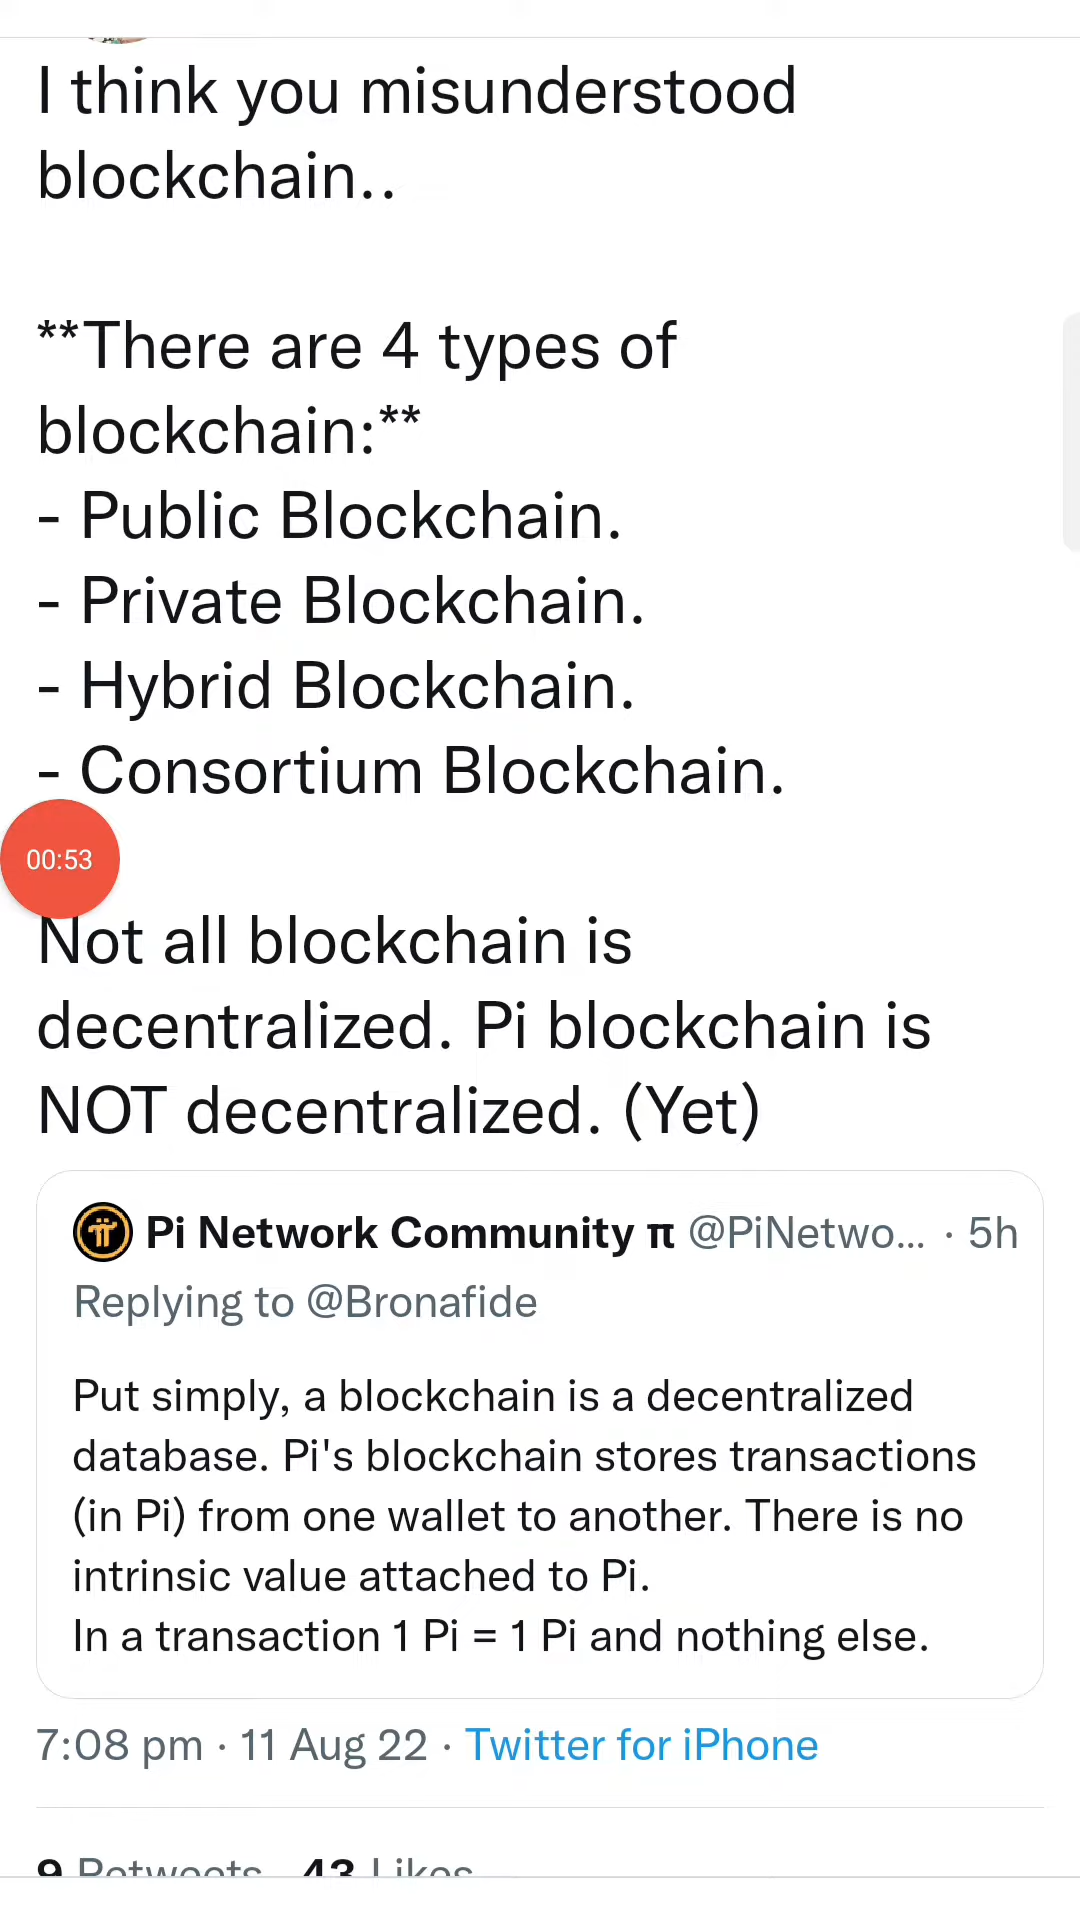 I think you misunderstood
blockchain..
**There are 4 types of
blockchain:**
- Public Blockchain.
- Private Blockchain.
- Hybrid Blockchain.
- Consortium Blockchain.
00:53
Not all blockchain is
decentralized. Pi blockchain is
NOT decentralized. (Yet)
Pi Network Community π @PiNetwo... · 5h
Replying to @Bronafide
Put simply, a blockchain is a decentralized
database. Pi's blockchain stores transactions
(in Pi) from one wallet to another. There is no
intrinsic value attached to Pi.
In a transaction 1 Pi = 1 Pi and nothing else.
7:08 pm · 11 Aug 22 · Twitter for iPhone
9 Retweets 43 Likes